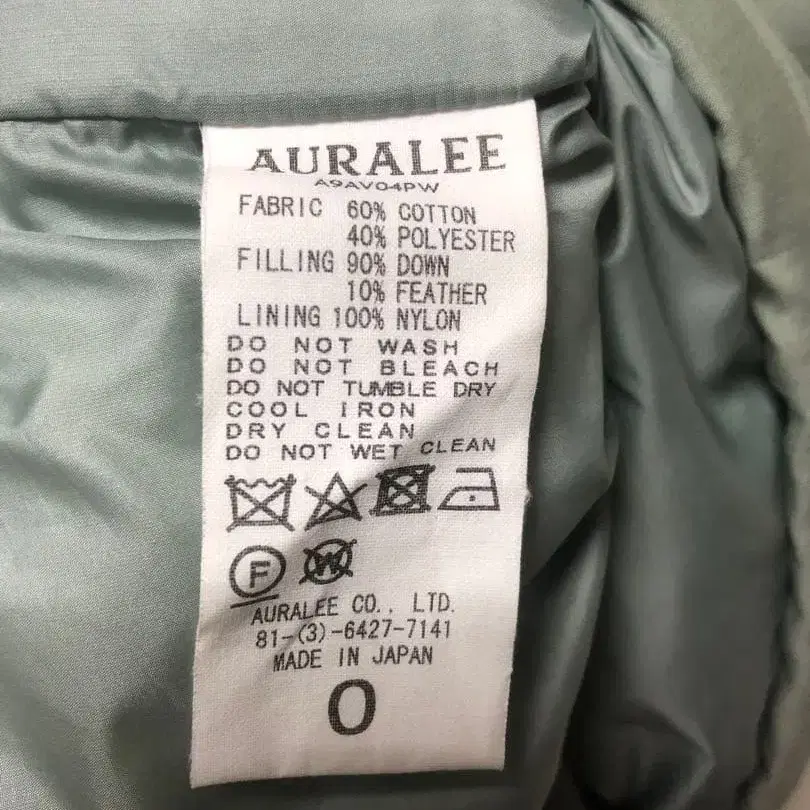 AURALEE
A9AV04PW
FABRIC 60% COTTON
40% POLYESTER
FILLING 90% DOWN
10% FEATHER
LINING 100% NYLON
DO NOT WASH
DO NOT BLEACH
DO NOT TUMBLE DRY
COOL IRON
DRY CLEAN
DO NOT WET CLEAN
F W
AURALEE CO., LTD.
81-(3)-6427-7141
MADE IN JAPAN
0